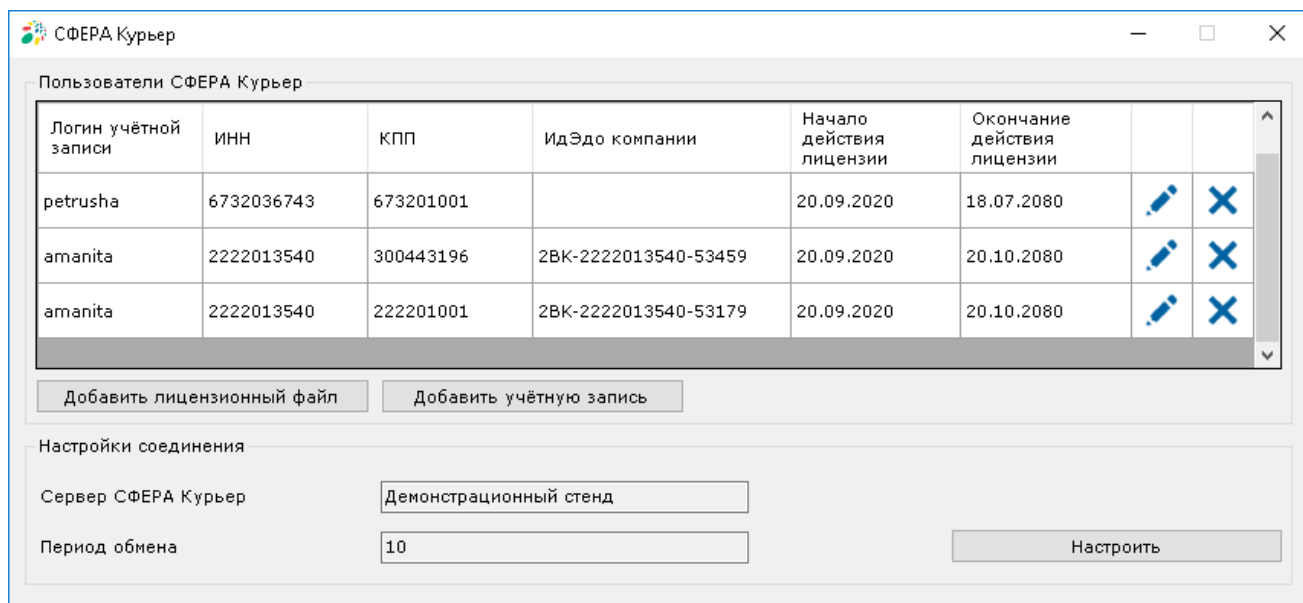 СФЕРА Курьер
Пользователи СФЕРА Курьер
Логин учётной записи ИНН КПП ИдЭдо компании Начало действия лицензии Окончание действия лицензии
petrusha 6732036743 673201001 20.09.2020 18.07.2080
amanita 2222013540 300443196 2BK-2222013540-53459 20.09.2020 20.10.2080
amanita 2222013540 222201001 2BK-2222013540-53179 20.09.2020 20.10.2080
Добавить лицензионный файл Добавить учётную запись
Настройки соединения
Сервер СФЕРА Курьер Демонстрационный стенд
Период обмена 10 Настроить